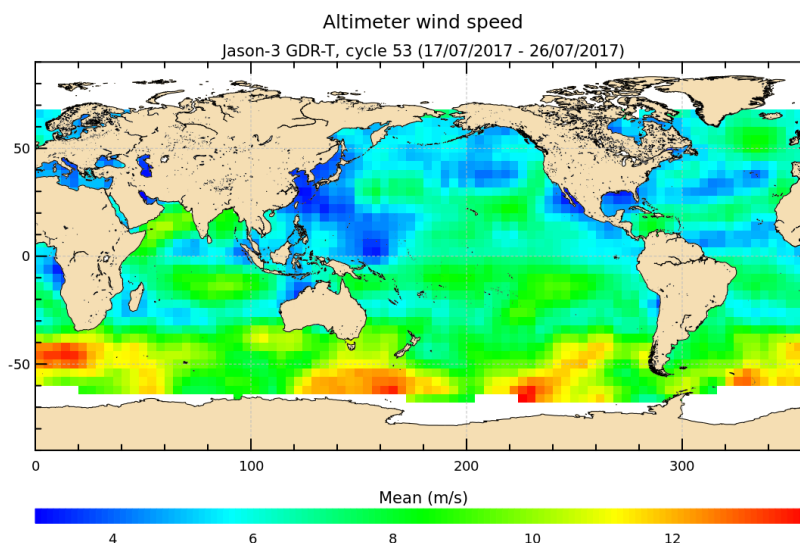 Altimeter wind speed
Jason-3 GDR-T, cycle 53 (17/07/2017 - 26/07/2017)
50
0
-50
0 100 200 300
Mean (m/s)
4 6 8 10 12